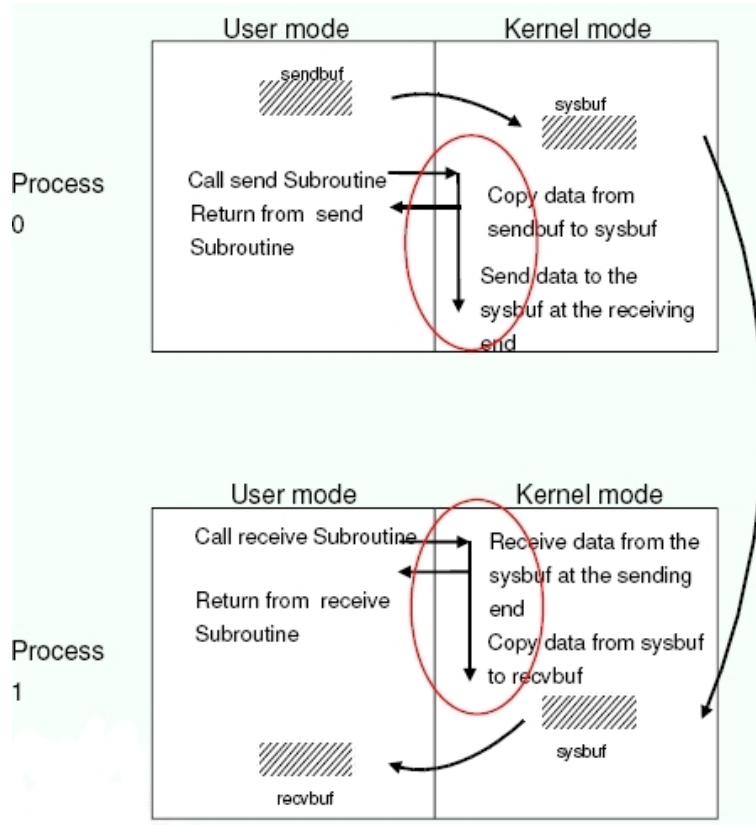 User mode
Kernel mode
sendbuf
sysbuf
Process
0
Call send Subroutine
Return from send
Subroutine
Copy data from
sendbuf to sysbuf
Send data to the
sysbuf at the receiving
end
User mode
Kernel mode
Process
1
Call receive Subroutine
Return from receive
Subroutine
Receive data from the
sysbuf at the sending
end
Copy data from sysbuf
to recvbuf
sysbuf
recvbuf